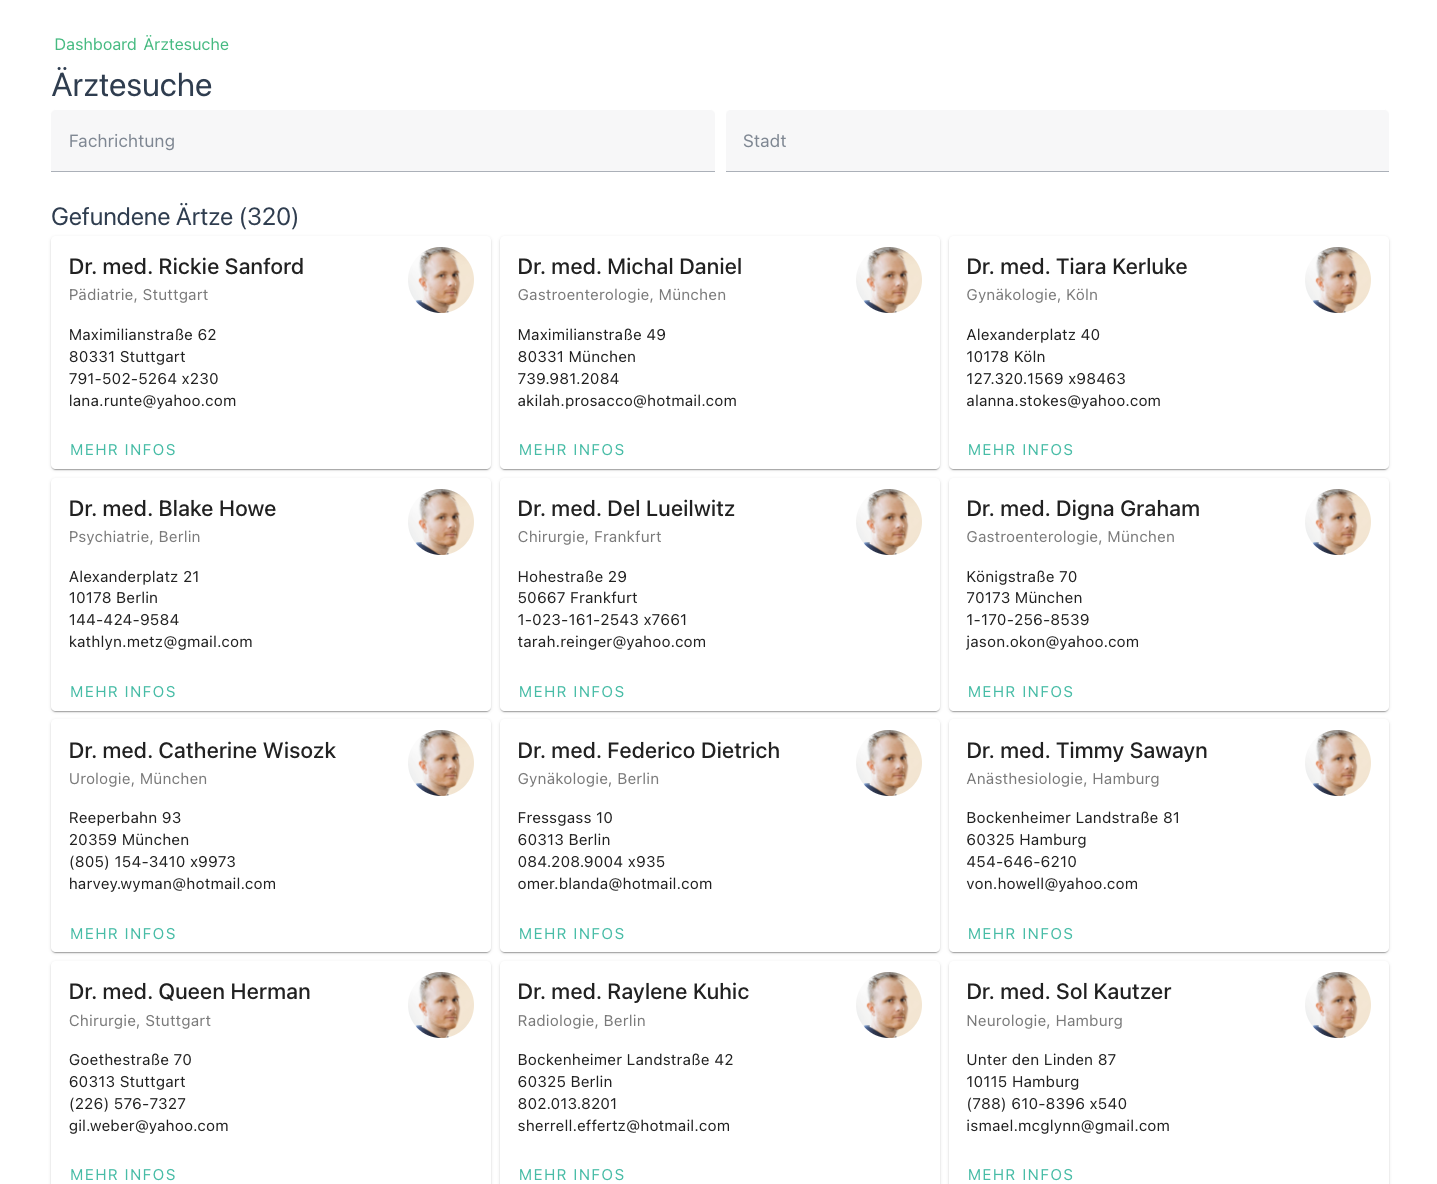 Dashboard Ärztesuche
Ärztesuche
Fachrichtung
Stadt
Gefundene Ärtze (320)
Dr. med. Rickie Sanford
Pädiatrie, Stuttgart
Maximilianstraße 62
80331 Stuttgart
791-502-5264 x230
lana.runte@yahoo.com
MEHR INFOS
Dr. med. Michal Daniel
Gastroenterologie, München
Maximilianstraße 49
80331 München
739.981.2084
akilah.prosacco@hotmail.com
MEHR INFOS
Dr. med. Tiara Kerluke
Gynäkologie, Köln
Alexanderplatz 40
10178 Köln
127.320.1569 x98463
alanna.stokes@yahoo.com
MEHR INFOS
Dr. med. Blake Howe
Psychiatrie, Berlin
Alexanderplatz 21
10178 Berlin
144-424-9584
kathlyn.metz@gmail.com
MEHR INFOS
Dr. med. Del Lueilwitz
Chirurgie, Frankfurt
Hohestraße 29
50667 Frankfurt
1-023-161-2543 x7661
tarah.reinger@yahoo.com
MEHR INFOS
Dr. med. Digna Graham
Gastroenterologie, München
Königstraße 70
70173 München
1-170-256-8539
jason.okon@yahoo.com
MEHR INFOS
Dr. med. Catherine Wisozk
Urologie, München
Reeperbahn 93
20359 München
(805) 154-3410 x9973
harvey.wyman@hotmail.com
MEHR INFOS
Dr. med. Federico Dietrich
Gynäkologie, Berlin
Fressgass 10
60313 Berlin
084.208.9004 x935
omer.blanda@hotmail.com
MEHR INFOS
Dr. med. Timmy Sawayn
Anästhesiologie, Hamburg
Bockenheimer Landstraße 81
60325 Hamburg
454-646-6210
von.howell@yahoo.com
MEHR INFOS
Dr. med. Queen Herman
Chirurgie, Stuttgart
Goethestraße 70
60313 Stuttgart
(226) 576-7327
gil.weber@yahoo.com
MEHR INFOS
Dr. med. Raylene Kuhic
Radiologie, Berlin
Bockenheimer Landstraße 42
60325 Berlin
802.013.8201
sherrell.effertz@hotmail.com
MEHR INFOS
Dr. med. Sol Kautzer
Neurologie, Hamburg
Unter den Linden 87
10115 Hamburg
(788) 610-8396 x540
ismael.mcglynn@gmail.com
MEHR INFOS